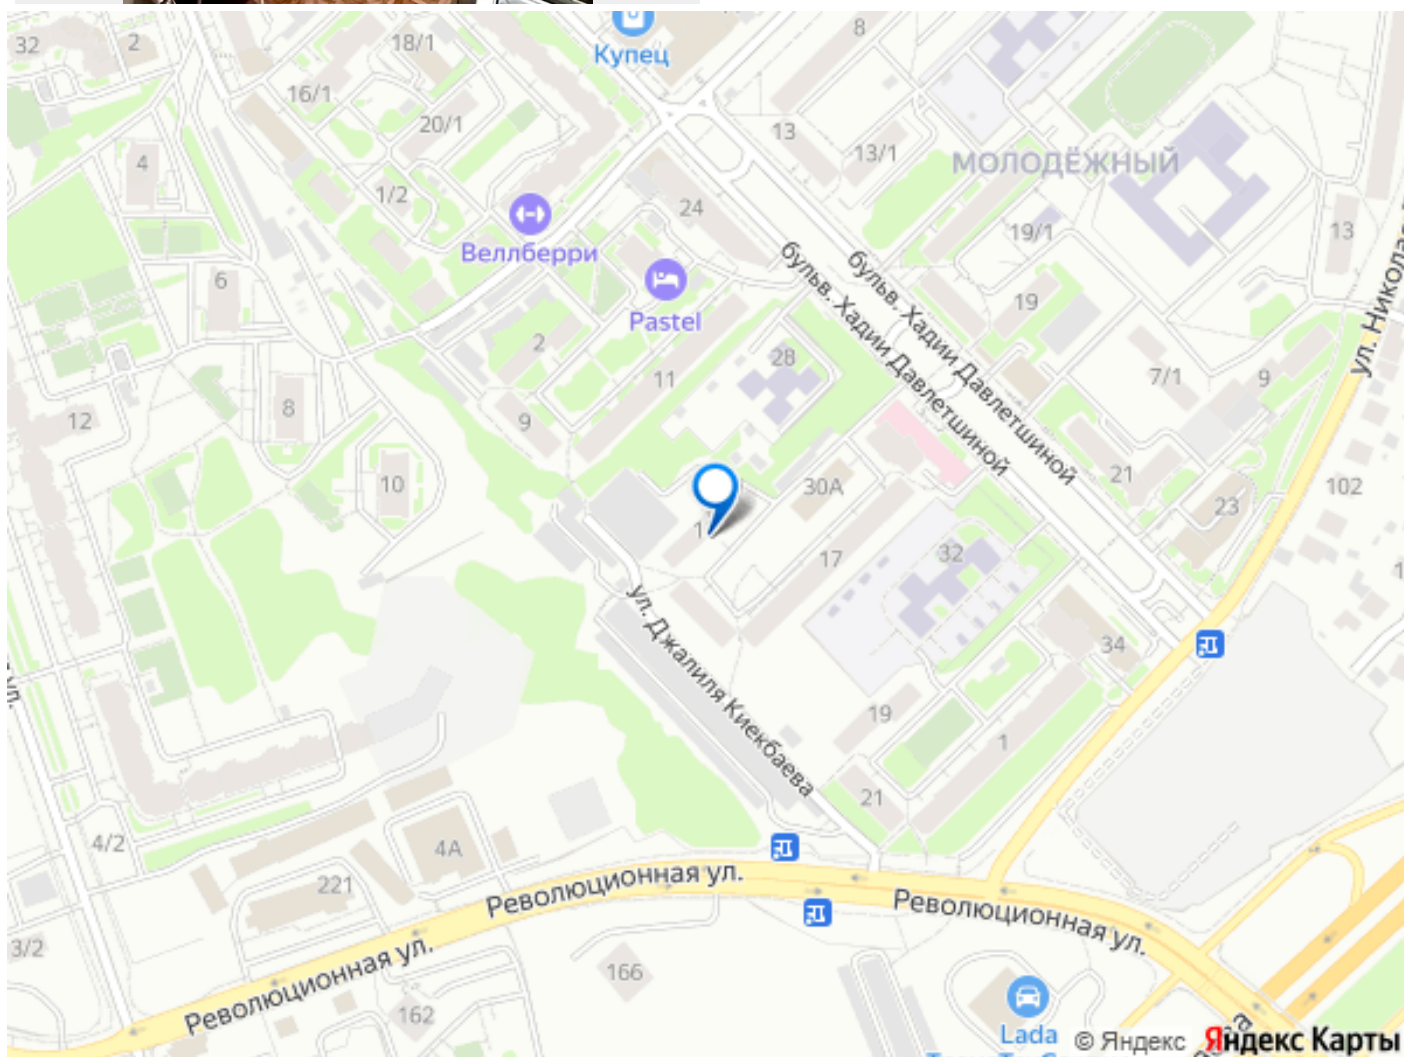 32
2
18/1
Купец
8
16/1
20/1
13
13/1
МОЛОДЁЖНЫЙ
4
1/2
24
19/1
13
Веллберри
бульв. Хадии Давлетшиной
бульв. Хадии Давлетшиной
6
19
Pastel
2
28
11
7/1
9
12
8
9
10
30А
21
23
102
17
32
ул. Джалиля Киекбаева
34
19
1
21
4/2
4А
221
Революционная ул.
Революционная ул.
Революционная ул.
3/2
166
162
Lada
© Яндекс
Яндекс Карты